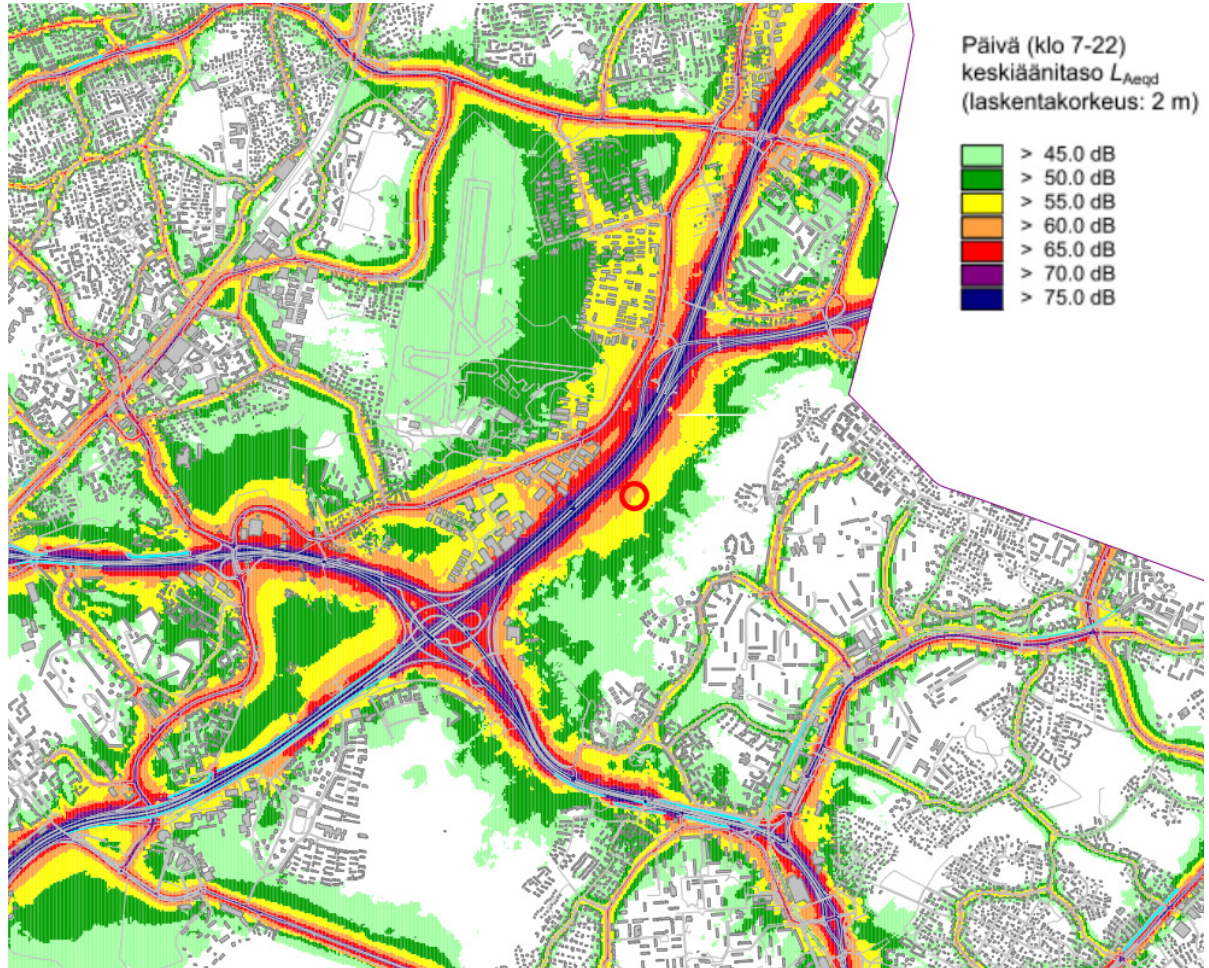 Päivä (klo 7-22)
keskiäänitaso LAeqd
(laskentakorkeus: 2 m)
> 45.0 dB
> 50.0 dB
> 55.0 dB
> 60.0 dB
> 65.0 dB
> 70.0 dB
> 75.0 dB